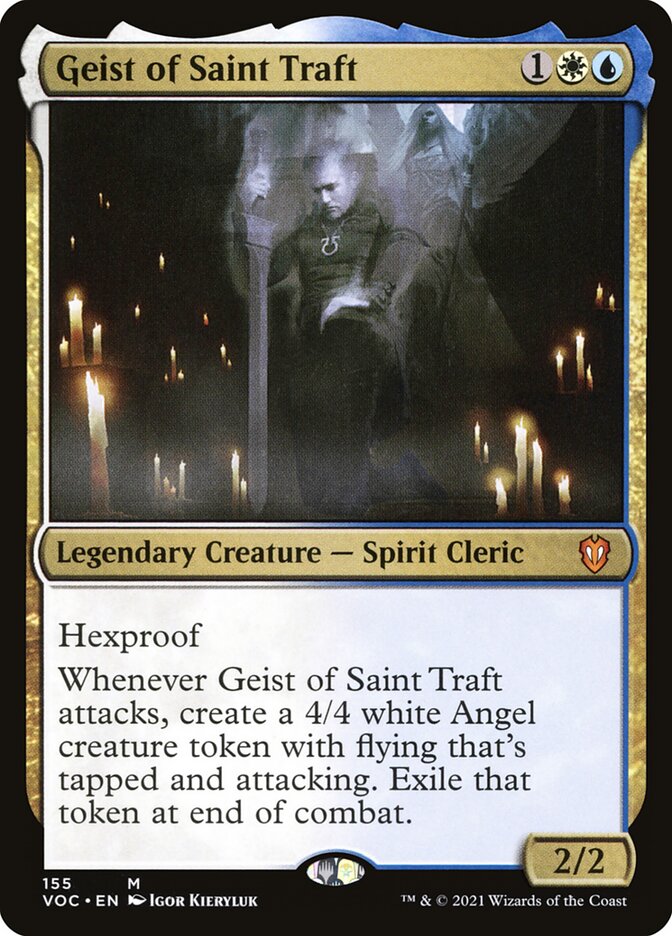 Geist of Saint Traft 1
Legendary Creature — Spirit Cleric
Hexproof
Whenever Geist of Saint Traft
attacks, create a 4/4 white Angel
creature token with flying that's
tapped and attacking. Exile that
token at end of combat.
2/2
155 M
VOC • EN Igor Kieryluk
™ & © 2021 Wizards of the Coast